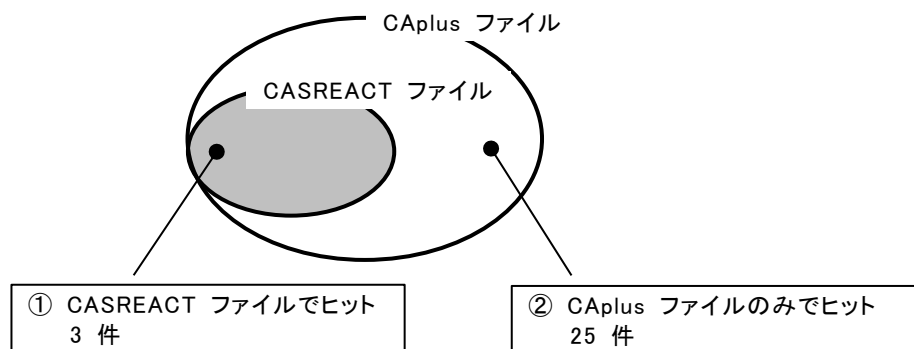 CAplus ファイル
CASREACT ファイル
① CASREACT ファイルでヒット
3 件
② CAplus ファイルのみでヒット
25 件